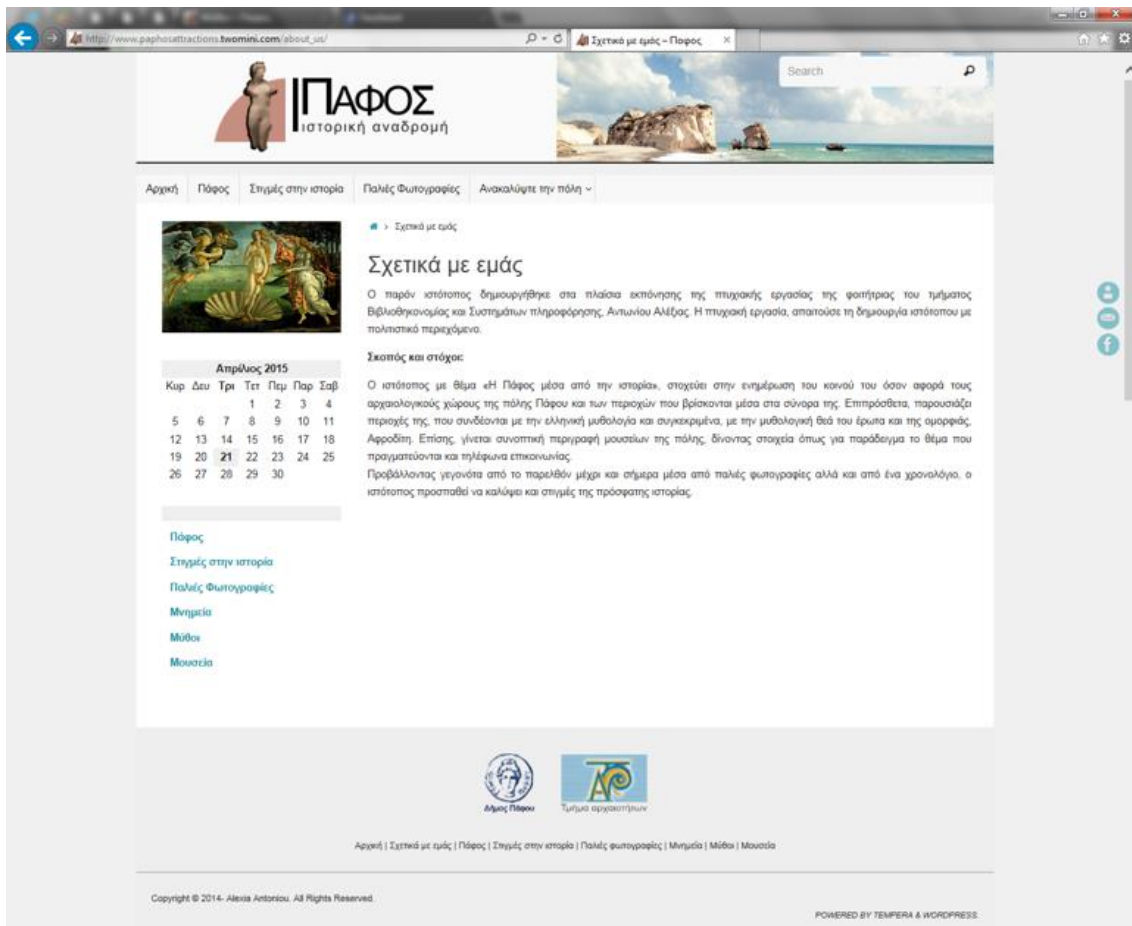 http://www.paphosattractions.twomini.com/about_us/
Σχετικά με εμάς – Παφος
ΠΑΦΟΣ
ιστορική αναδρομή
Search
Αρχική Πάφος Στιγμές στην ιστορία Παλιές Φωτογραφίες Ανακαλύψτε την πόλη
> Σχετικά με εμάς
Σχετικά με εμάς
Ο παρόν ιστότοπος δημιουργήθηκε στα πλαίσια εκπόνησης της πτυχιακής εργασίας της φοιτήτριας του τμήματος
Βιβλιοθηκονομίας και Συστημάτων πληροφόρησης, Αντωνίου Αλέξιας. Η πτυχιακή εργασία, απαιτούσε τη δημιουργία ιστότοπου με
πολιτιστικό περιεχόμενο.
Σκοπός και στόχοι:
Ο ιστότοπος με θέμα «Η Πάφος μέσα από την ιστορία», στοχεύει στην ενημέρωση του κοινού του όσον αφορά τους
αρχαιολογικούς χώρους της πόλης Πάφου και των περιοχών που βρίσκονται μέσα στα σύνορα της. Επιπρόσθετα, παρουσιάζει
περιοχές της, που συνδέονται με την ελληνική μυθολογία και συγκεκριμένα, με την μυθολογική θεά του έρωτα και της ομορφιάς,
Αφροδίτη. Επίσης, γίνεται συνοπτική περιγραφή μουσείων της πόλης, δίνοντας στοιχεία όπως για παράδειγμα το θέμα που
πραγματεύονται και τηλέφωνα επικοινωνίας.
Προβάλλοντας γεγονότα από το παρελθόν μέχρι και σήμερα μέσα από παλιές φωτογραφίες αλλά και από ένα χρονολόγιο, ο
ιστότοπος προσπαθεί να καλύψει και στιγμές της πρόσφατης ιστορίας.
Απρίλιος 2015
Κυρ Δευ Τρι Τετ Πεμ Παρ Σαβ
1 2 3 4
5 6 7 8 9 10 11
12 13 14 15 16 17 18
19 20 21 22 23 24 25
26 27 28 29 30
Πάφος
Στιγμές στην ιστορία
Παλιές Φωτογραφίες
Μνημεία
Μύθοι
Μουσεία
Δήμος Πάφου
Τμήμα αρχαιοτήτων
Αρχική | Σχετικά με εμάς | Πάφος | Στιγμές στην ιστορία | Παλιές φωτογραφίες | Μνημεία | Μύθοι | Μουσεία
Copyright © 2014- Alexia Antoniou. All Rights Reserved.
POWERED BY TEMPERA & WORDPRESS.